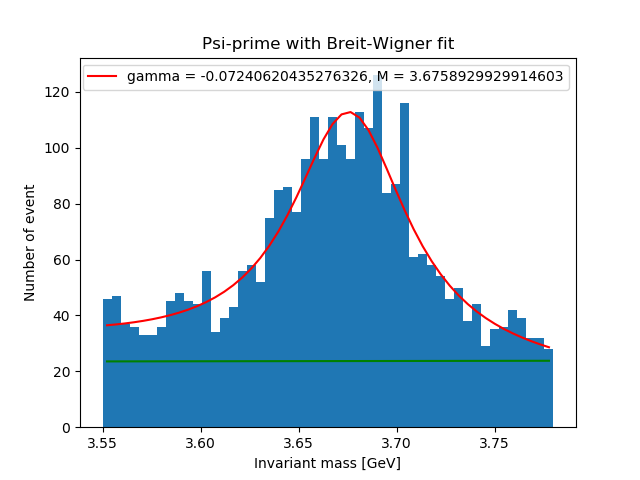 Psi-prime with Breit-Wigner fit
gamma = -0.07240620435276326, M = 3.6758929929914603
120
100
80
60
40
20
0
Number of event
3.55 3.60 3.65 3.70 3.75
Invariant mass [GeV]